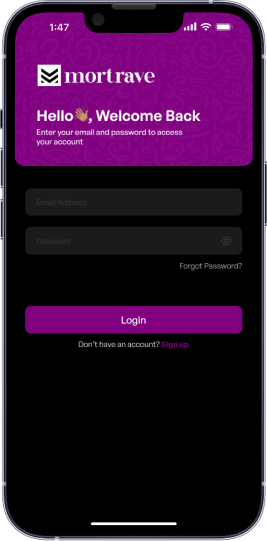 1:47
mortrave
Hello👋🏽, Welcome Back
Enter your email and password to access
your account
Email Address
Password
Forgot Password?
Login
Don't have an account? Sign up